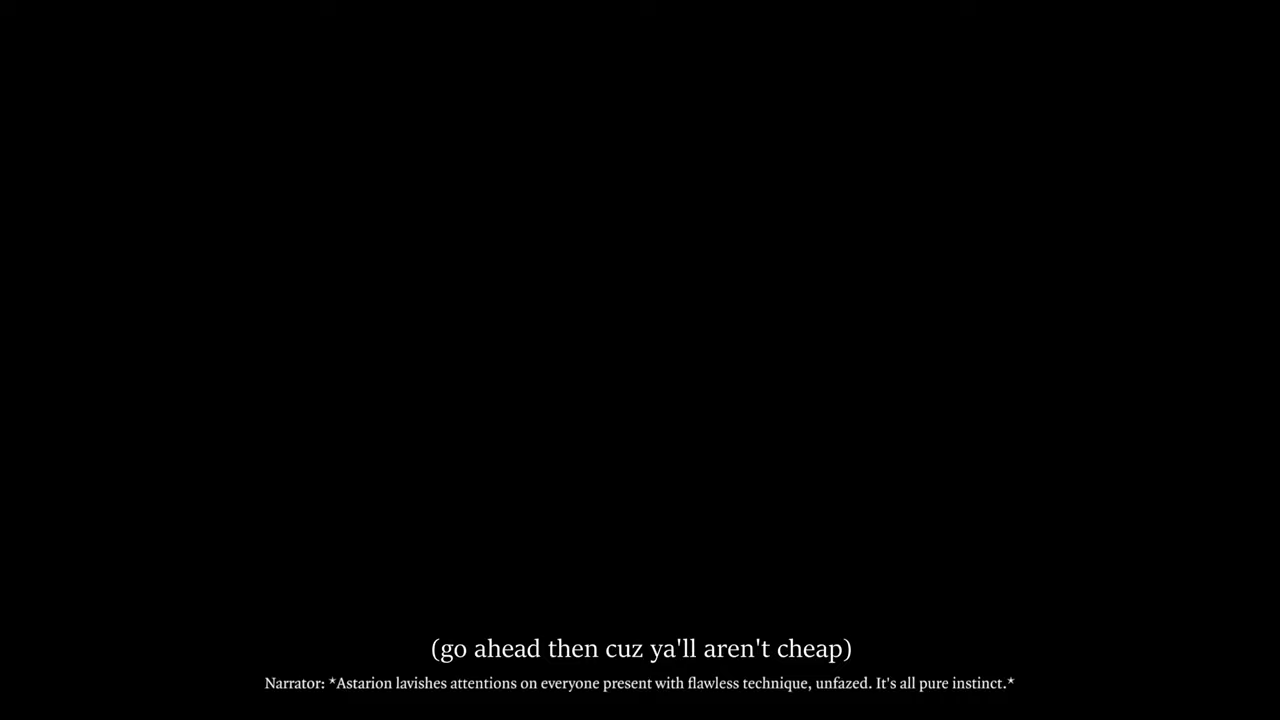 (go ahead then cuz ya'll aren't cheap)
Narrator: *Astarion lavishes attentions on everyone present with flawless technique, unfazed. It's all pure instinct.*